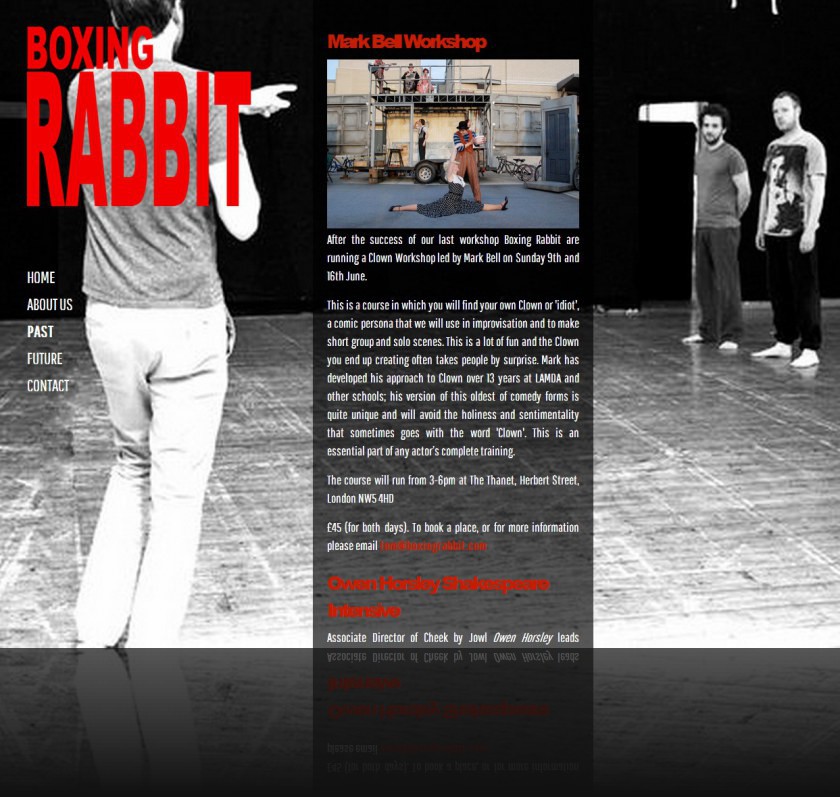 BOXING
RABBIT
HOME
ABOUT US
PAST
FUTURE
CONTACT
Mark Bell Workshop
After the success of our last workshop Boxing Rabbit are
running a Clown Workshop led by Mark Bell on Sunday 9th and
16th June.
This is a course in which you will find your own Clown or 'idiot',
a comic persona that we will use in improvisation and to make
short group and solo scenes. This is a lot of fun and the Clown
you end up creating often takes people by surprise. Mark has
developed his approach to Clown over 13 years at LAMDA and
other schools; his version of this oldest of comedy forms is
quite unique and will avoid the holiness and sentimentality
that sometimes goes with the word 'Clown'. This is an
essential part of any actor's complete training.
The course will run from 3-6pm at The Thanet, Herbert Street,
London NW5 4HD
£45 (for both days). To book a place, or for more information
please email
Owen Horsley Shakespeare
Intensive
Associate Director of Cheek by Jowl Owen Horsley leads